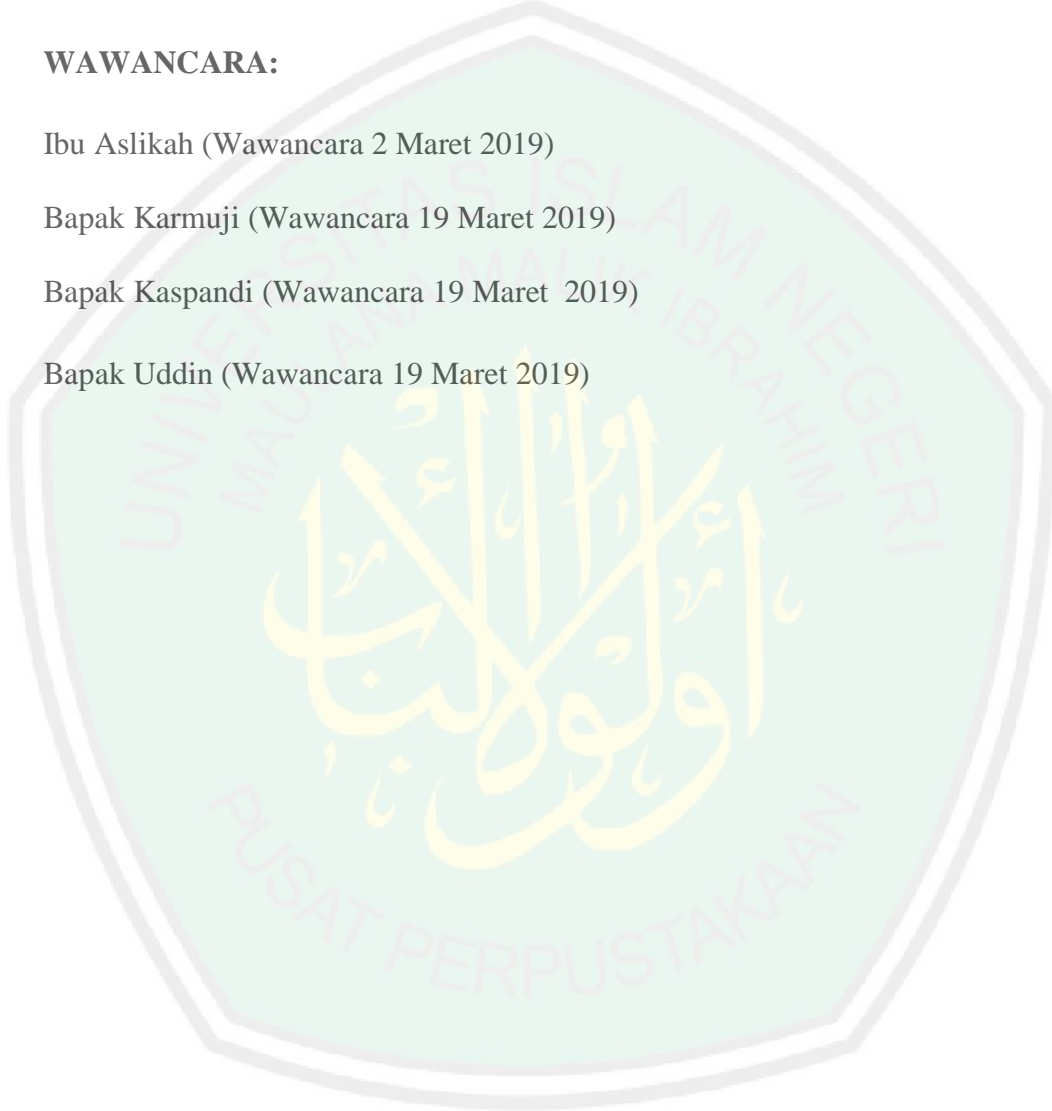 WAWANCARA:
Ibu Aslikah (Wawancara 2 Maret 2019)
Bapak Karmuji (Wawancara 19 Maret 2019)
Bapak Kaspandi (Wawancara 19 Maret 2019)
Bapak Uddin (Wawancara 19 Maret 2019)
UNIVERSITAS ISLAM NEGERI
MAULANA MALIK IBRAHIM
PUSAT PERPUSTAKAAN